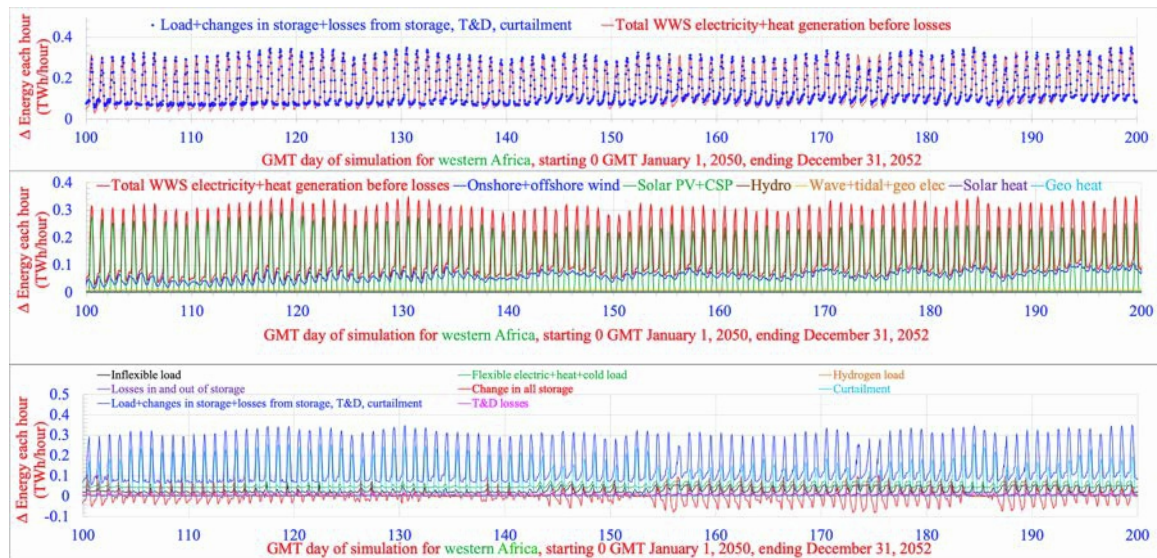 Load+changes in storage+losses from storage, T&D, curtailment Total WWS electricity+heat generation before losses
Δ Energy each hour
(TWh/hour)
0.4
0.2
0
100 110 120 130 140 150 160 170 180 190 200
GMT day of simulation for western Africa, starting 0 GMT January 1, 2050, ending December 31, 2052
Total WWS electricity+heat generation before losses Onshore+offshore wind Solar PV+CSP Hydro Wave+tidal+geo elec Solar heat Geo heat
Δ Energy each hour
(TWh/hour)
0.4
0.3
0.2
0.1
0
100 110 120 130 140 150 160 170 180 190 200
GMT day of simulation for western Africa, starting 0 GMT January 1, 2050, ending December 31, 2052
Inflexible load Flexible electric+heat+cold load Hydrogen load
Losses in and out of storage Change in all storage Curtailment
Load+changes in storage+losses from storage, T&D, curtailment T&D losses
Δ Energy each hour
(TWh/hour)
0.5
0.4
0.3
0.2
0.1
0
-0.1
100 110 120 130 140 150 160 170 180 190 200
GMT day of simulation for western Africa, starting 0 GMT January 1, 2050, ending December 31, 2052